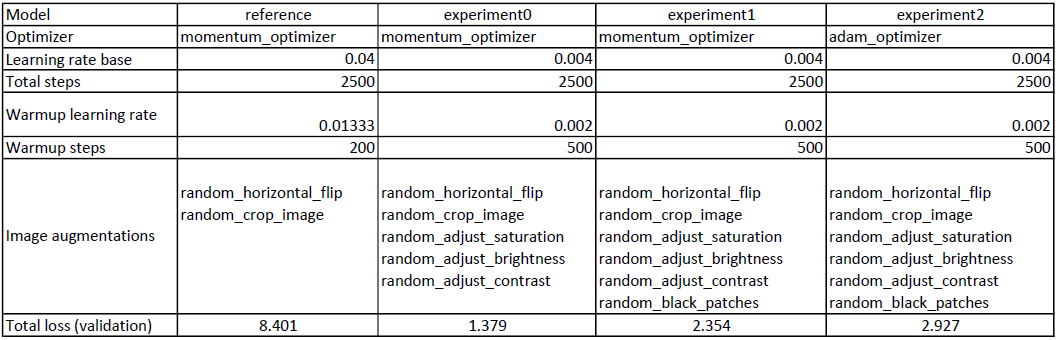 Model reference experiment0 experiment1 experiment2
Optimizer momentum_optimizer momentum_optimizer momentum_optimizer adam_optimizer
Learning rate base 0.04 0.004 0.004 0.004
Total steps 2500 2500 2500 2500
Warmup learning rate 0.01333 0.002 0.002 0.002
Warmup steps 200 500 500 500
Image augmentations
random_horizontal_flip
random_crop_image
random_horizontal_flip
random_crop_image
random_adjust_saturation
random_adjust_brightness
random_adjust_contrast
random_horizontal_flip
random_crop_image
random_adjust_saturation
random_adjust_brightness
random_adjust_contrast
random_black_patches
random_horizontal_flip
random_crop_image
random_adjust_saturation
random_adjust_brightness
random_adjust_contrast
random_black_patches
Total loss (validation) 8.401 1.379 2.354 2.927